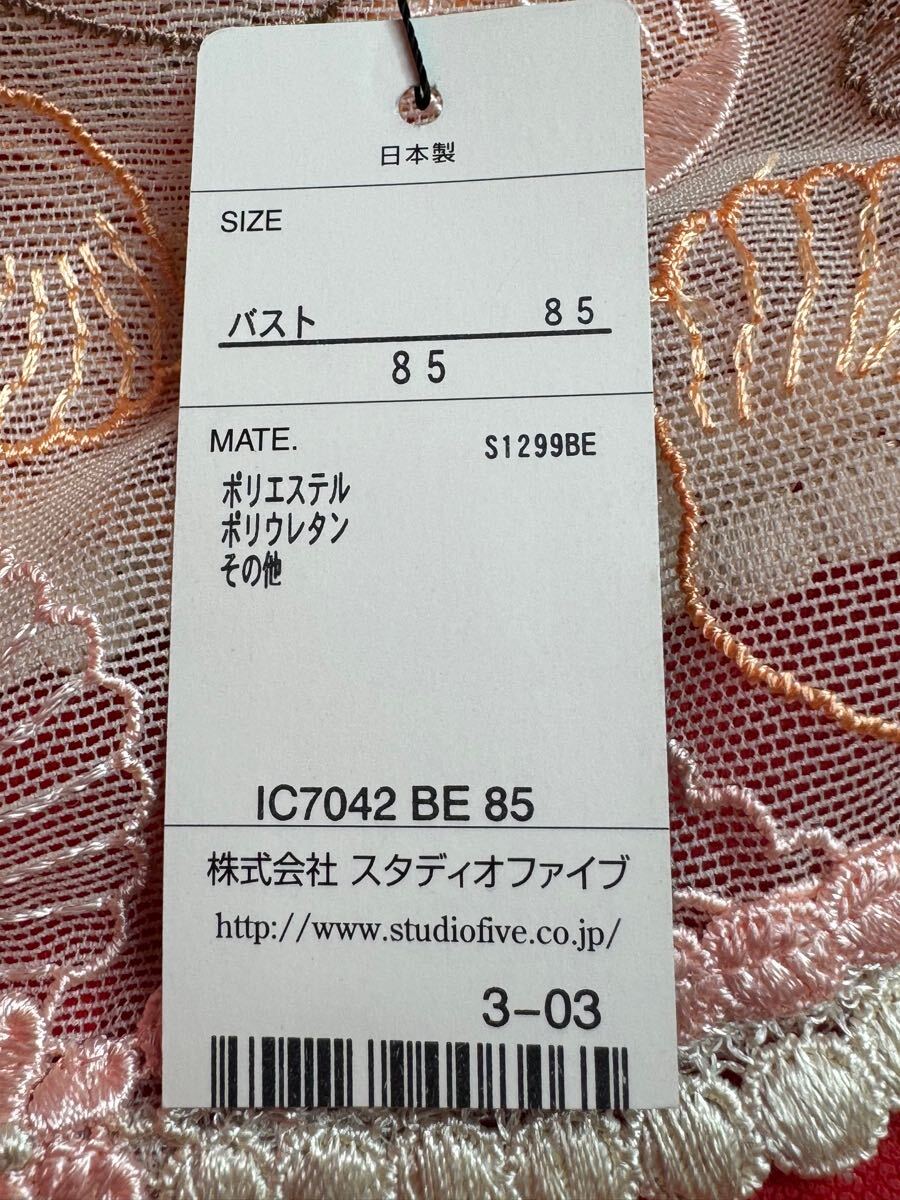 日本製
SIZE
バスト 85
85
MATE. S1299BE
ポリエステル
ポリウレタン
その他
IC7042 BE 85
株式会社 スタディオファイブ
http://www.studiofive.co.jp/
3-03